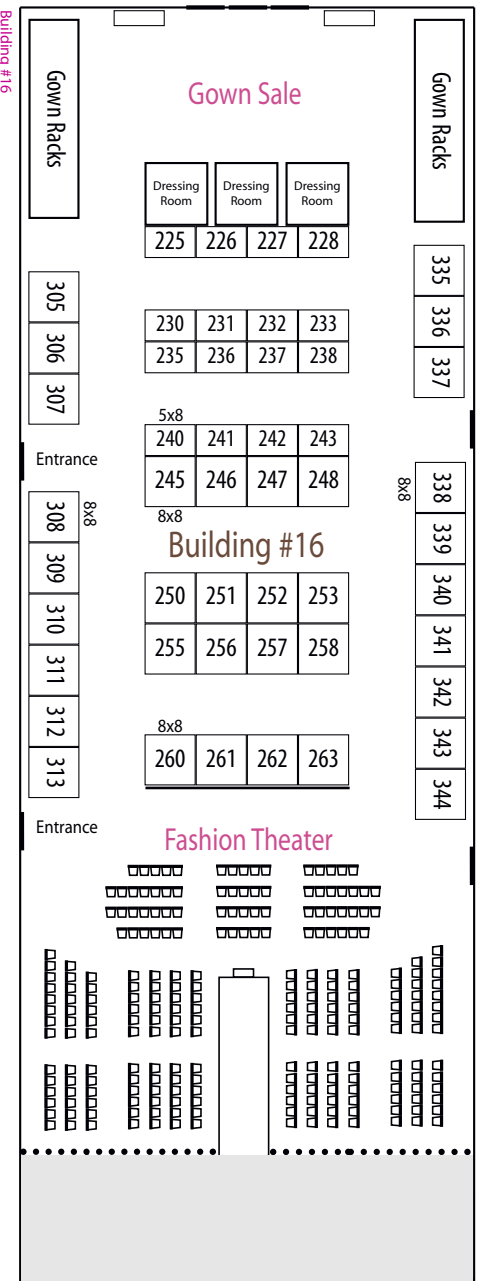 Building #16
Gown Sale
Gown Racks
Gown Racks
Dressing
Room
Dressing
Room
Dressing
Room
225 226 227 228
305
306
307
335
336
337
230 231 232 233
235 236 237 238
5x8
240 241 242 243
245 246 247 248
8x8
Entrance
308
309
310
311
312
313
8x8
8x8
338
339
340
341
342
343
344
Building #16
250 251 252 253
255 256 257 258
8x8
260 261 262 263
Entrance
Fashion Theater